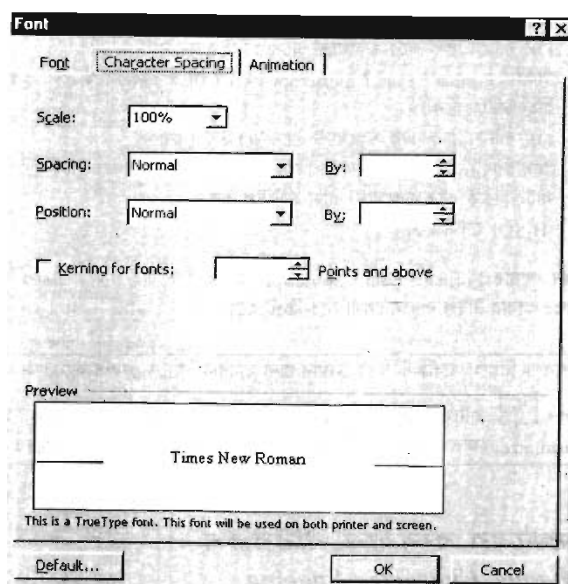 Font
Font Character Spacing Animation
Scale: 100%
Spacing: Normal By:
Position: Normal By:
Kerning for fonts: Points and above
Preview
Times New Roman
This is a TrueType font. This font will be used on both printer and screen.
Default... OK Cancel